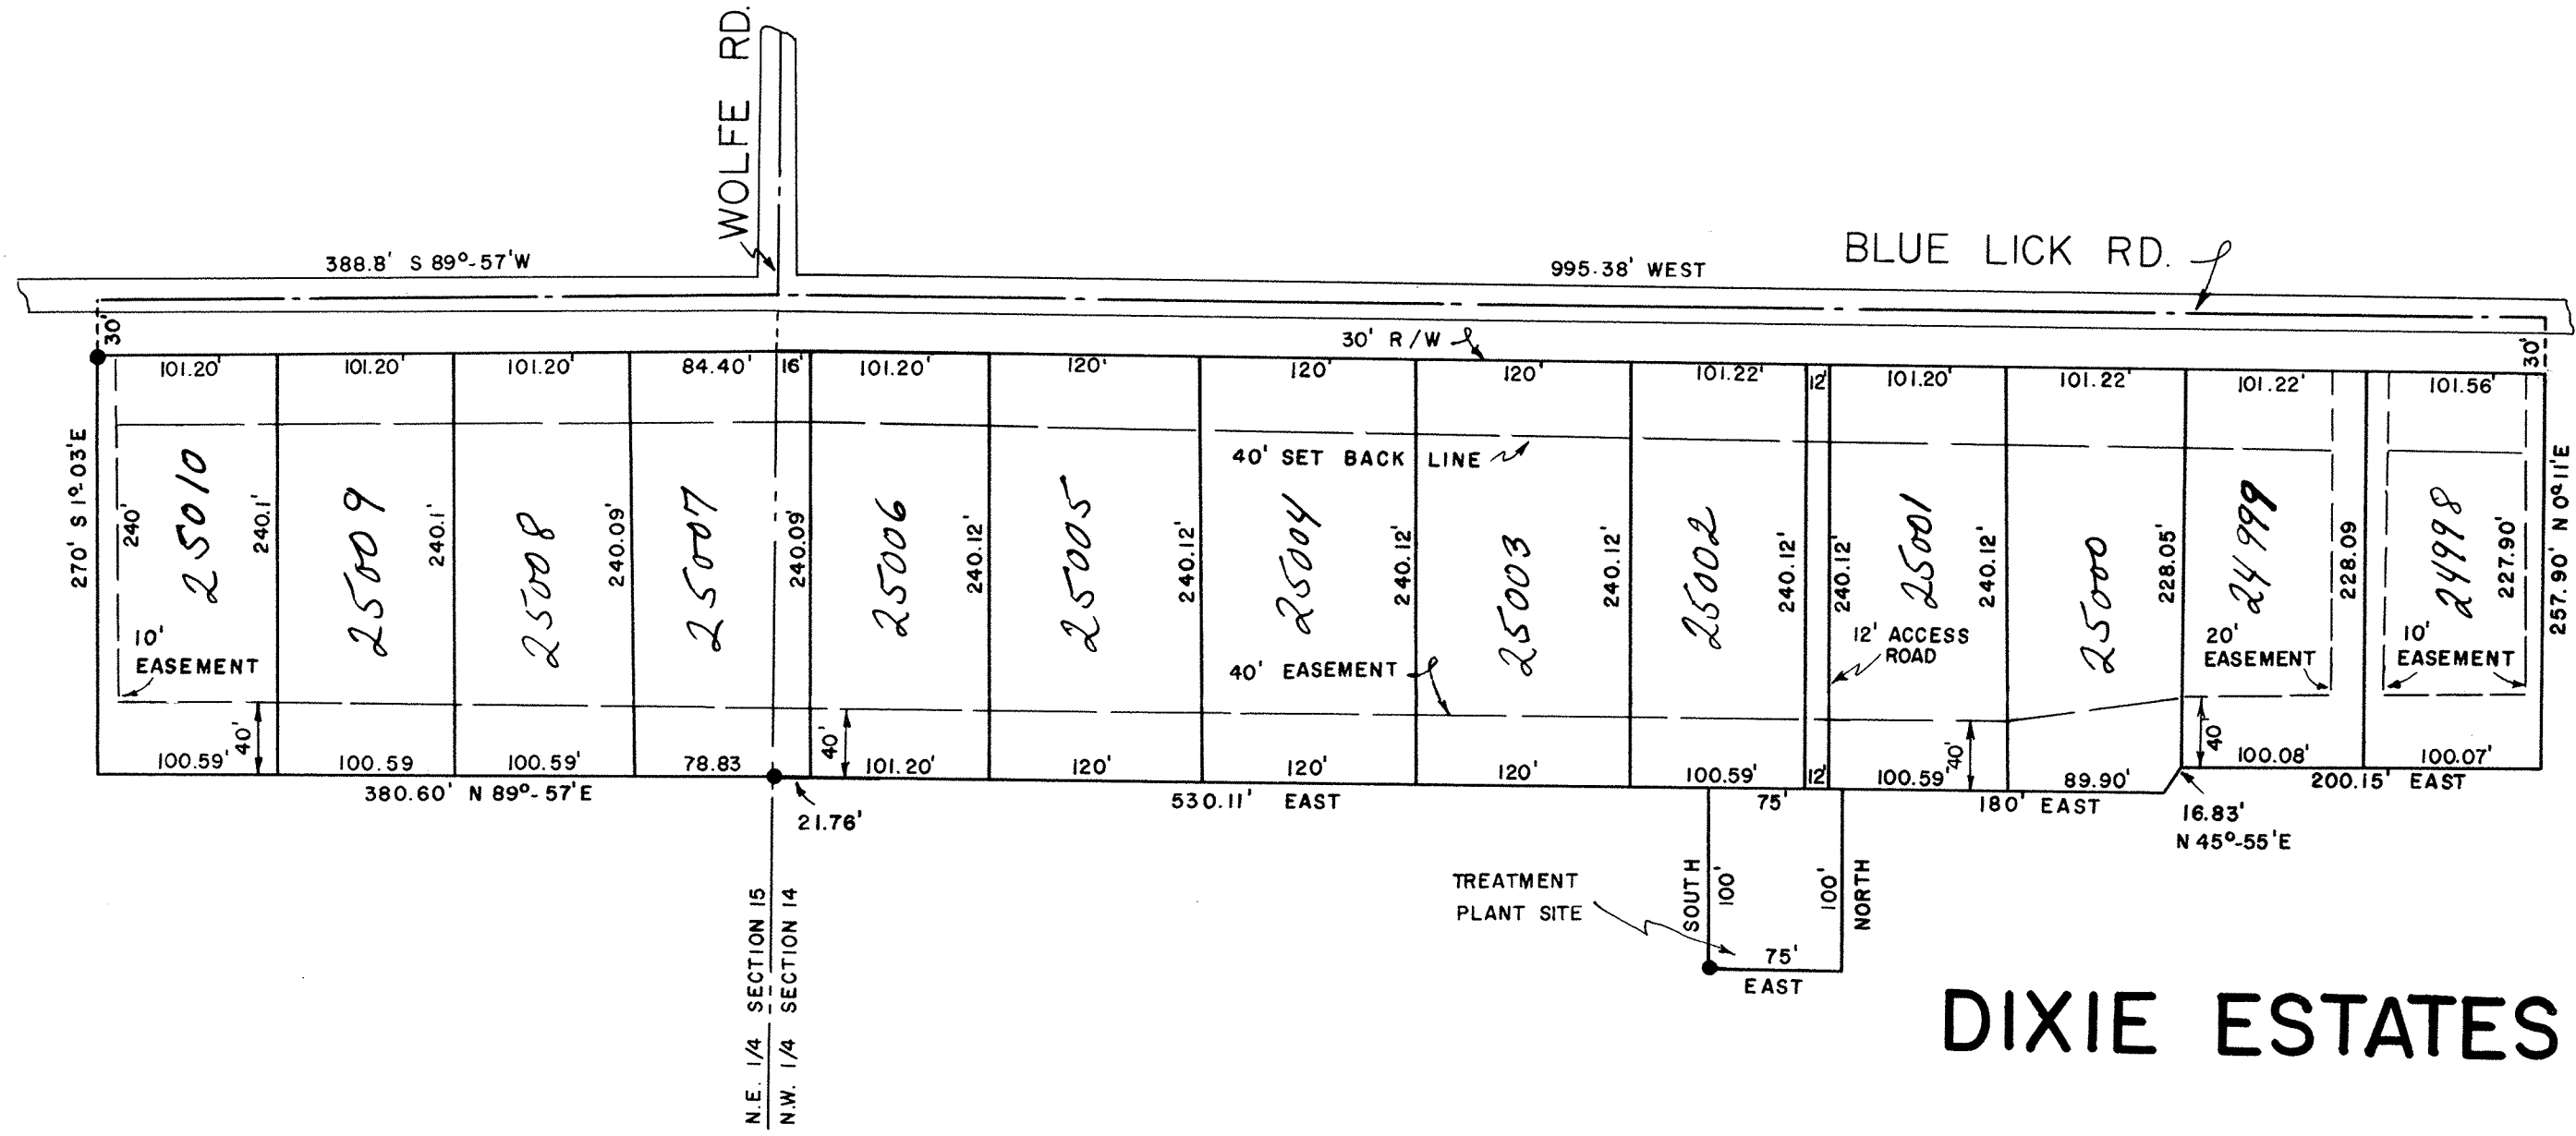 WOLFE RD.
388.8' S 89°-57'W
995.38' WEST
BLUE LICK RD.
30'
30' R/W
30'
101.20' 101.20' 101.20' 84.40' 16' 101.20' 120' 120' 120' 101.22' 12' 101.20' 101.22' 101.22' 101.56'
40' SET BACK LINE
270' S 1°-03'E
240'
25010
240.1'
25009
240.1'
25008
240.09'
25007
240.09'
25006
240.12'
25005
240.12'
25004
240.12'
25003
240.12'
25002
240.12'
240.12'
25001
240.12'
25000
228.05'
24999
228.09
24998
227.90'
257.90' N 0°11'E
10'
EASEMENT
40' EASEMENT
12' ACCESS
ROAD
20'
EASEMENT
10'
EASEMENT
40'
40'
40'
40'
100.59' 100.59 100.59' 78.83 101.20' 120' 120' 120' 100.59' 12' 100.59' 89.90' 100.08' 100.07'
380.60' N 89°-57'E
21.76'
530.11' EAST
75'
180' EAST
200.15' EAST
16.83'
N 45°-55'E
N.E. 1/4 SECTION 15
N.W. 1/4 SECTION 14
TREATMENT
PLANT SITE
SOUTH
100'
100'
NORTH
75'
EAST
DIXIE ESTATES